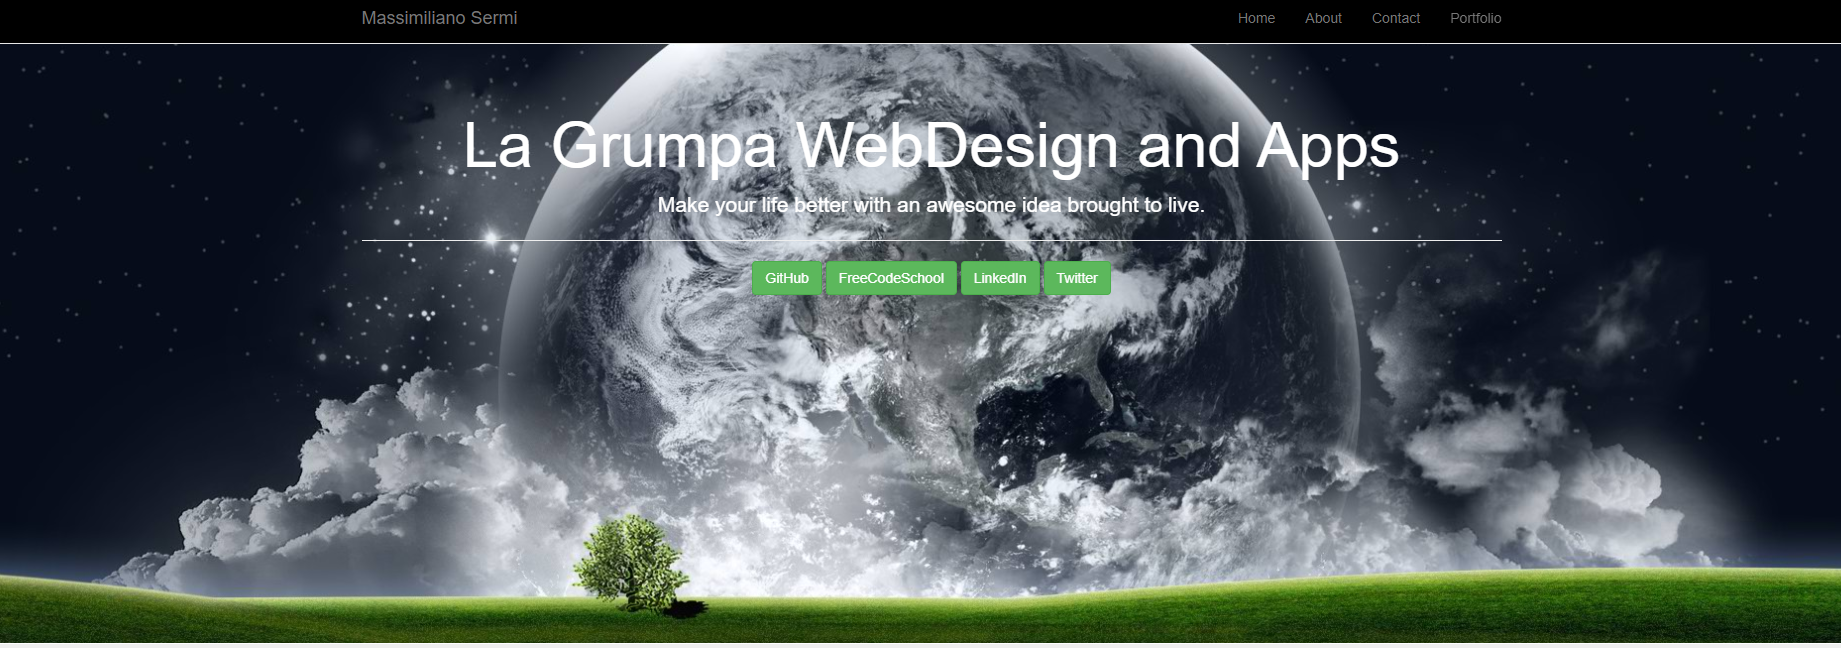 Massimiliano Sermi Home About Contact Portfolio
La Grumpa WebDesign and Apps
Make your life better with an awesome idea brought to live.
GitHub FreeCodeSchool LinkedIn Twitter